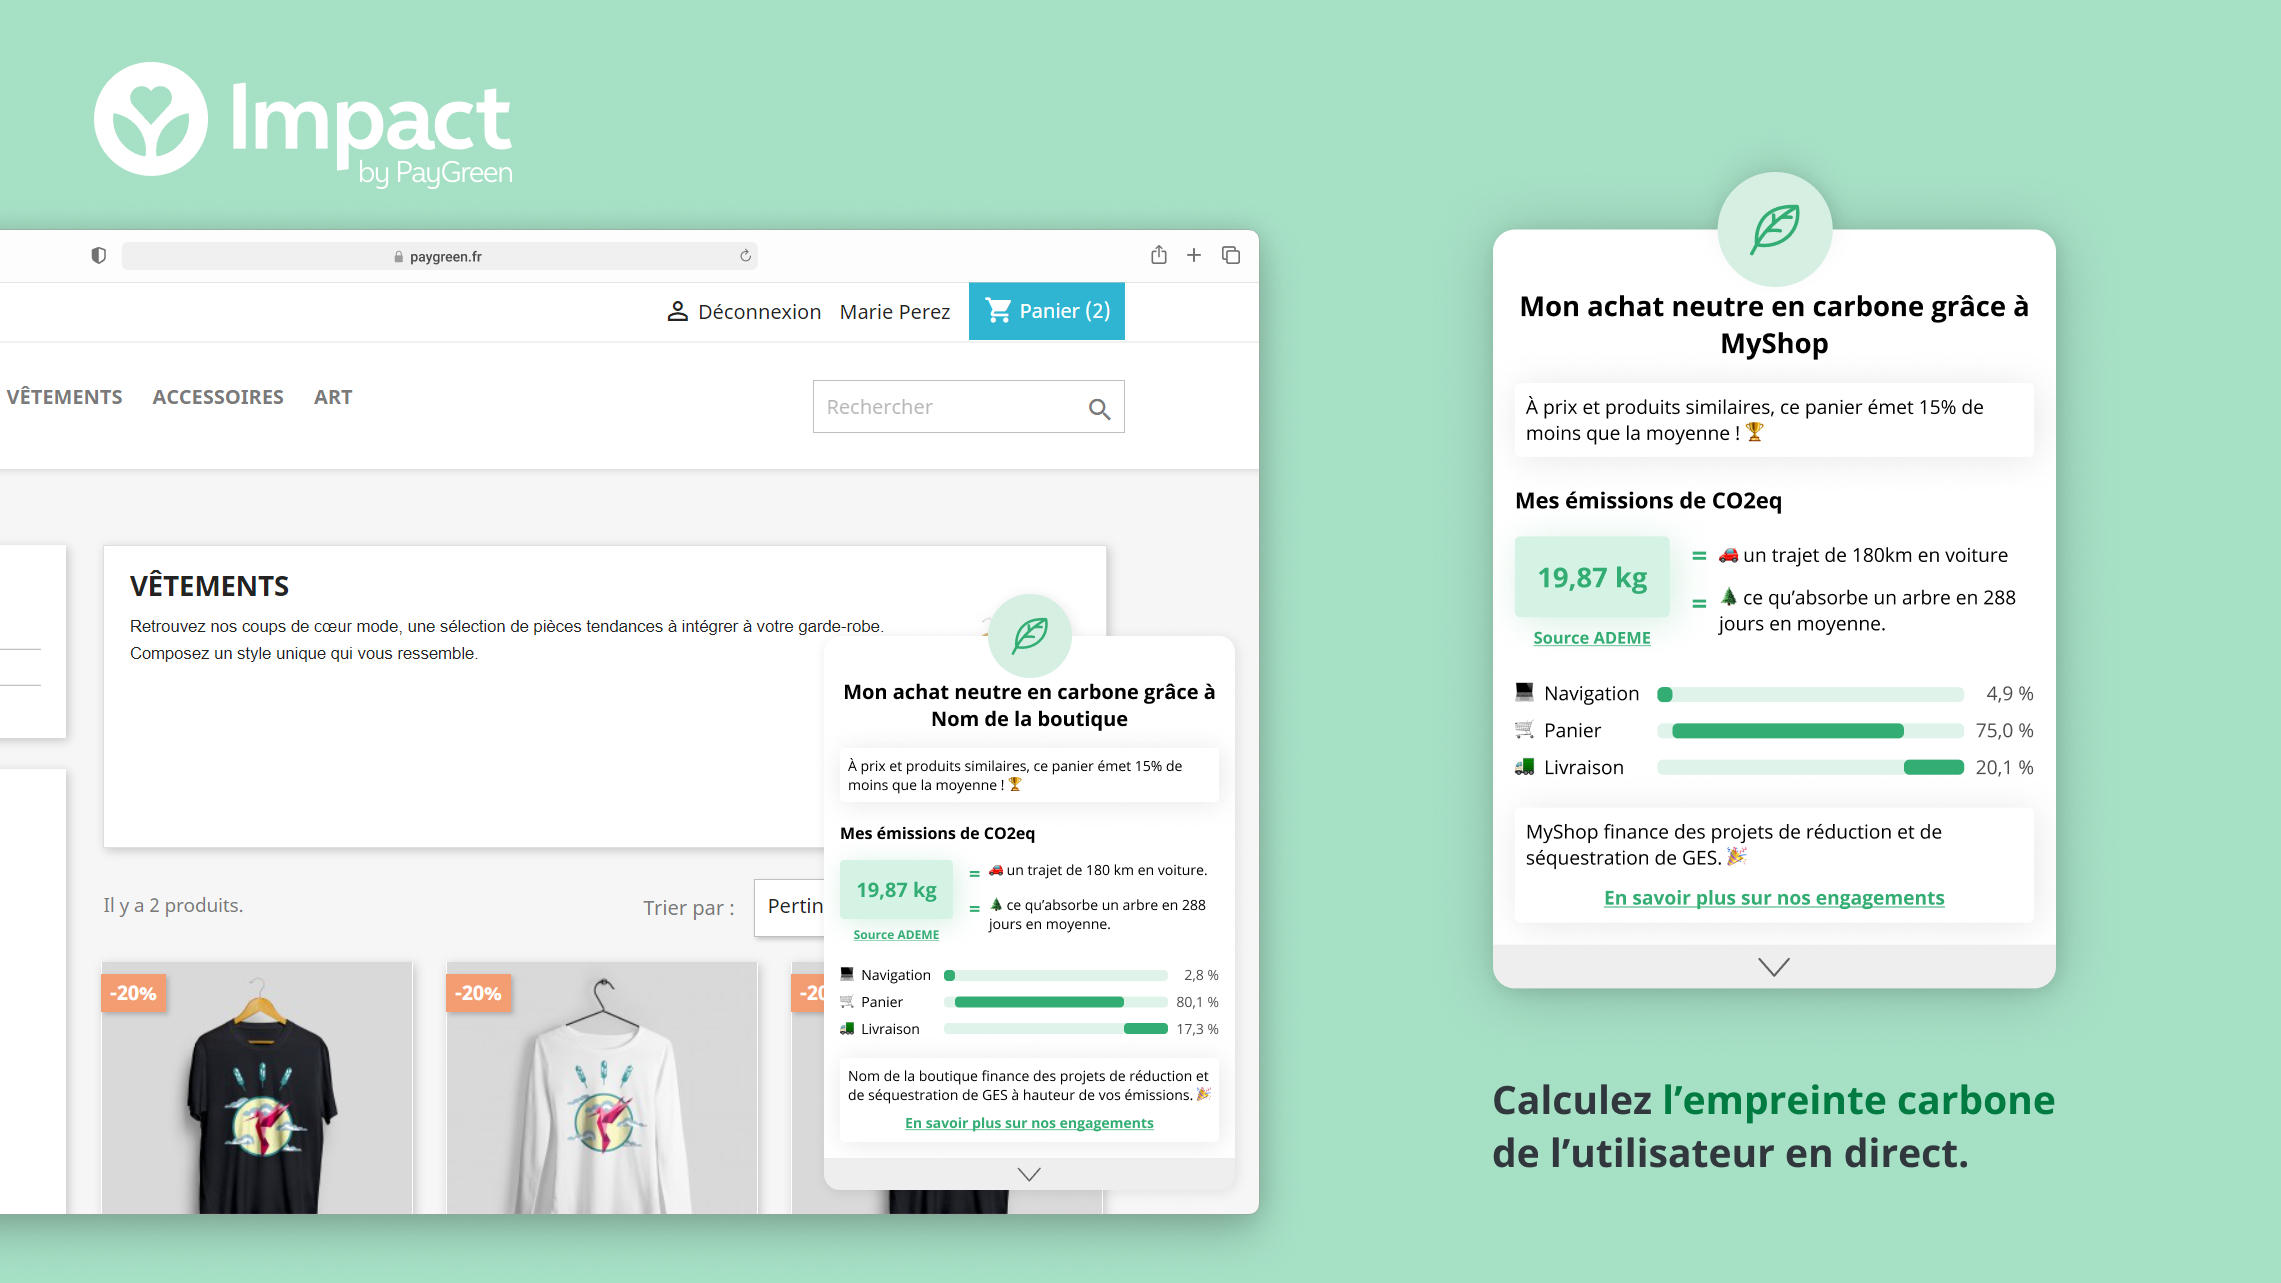 Impact
by PayGreen
paygreen.fr
Déconnexion Marie Perez Panier (2)
VÊTEMENTS ACCESSOIRES ART
Rechercher
VÊTEMENTS
Retrouvez nos coups de cœur mode, une sélection de pièces tendances à intégrer à votre garde-robe.
Composez un style unique qui vous ressemble.
Il y a 2 produits.
Trier par :
Pertin
-20%
-20%
-20
Mon achat neutre en carbone grâce à
Nom de la boutique
À prix et produits similaires, ce panier émet 15% de
moins que la moyenne ! 🏆
Mes émissions de CO2eq
19,87 kg
Source ADEME
= 🚗 un trajet de 180 km en voiture.
= 🌲 ce qu’absorbe un arbre en 288
jours en moyenne.
Navigation 2,8 %
Panier 80,1 %
Livraison 17,3 %
Nom de la boutique finance des projets de réduction et
de séquestration de GES à hauteur de vos émissions. 🎉
En savoir plus sur nos engagements
Mon achat neutre en carbone grâce à
MyShop
À prix et produits similaires, ce panier émet 15% de
moins que la moyenne ! 🏆
Mes émissions de CO2eq
19,87 kg
Source ADEME
= 🚗 un trajet de 180km en voiture
= 🌲 ce qu’absorbe un arbre en 288
jours en moyenne.
Navigation 4,9 %
Panier 75,0 %
Livraison 20,1 %
MyShop finance des projets de réduction et de
séquestration de GES. 🎉
En savoir plus sur nos engagements
Calculez l’empreinte carbone
de l’utilisateur en direct.